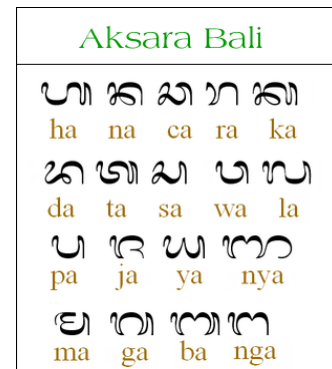 Aksara Bali
ᬳ ᬦ ᬘ ᬭ ᬓ
ha na ca ra ka
ᬤ ᬢ ᬲ ᬯ ᬮ
da ta sa wa la
ᬧ ᬚ ᬬ ᬜ
pa ja ya nya
ᬫ ᬕ ᬩ ᬗ
ma ga ba nga